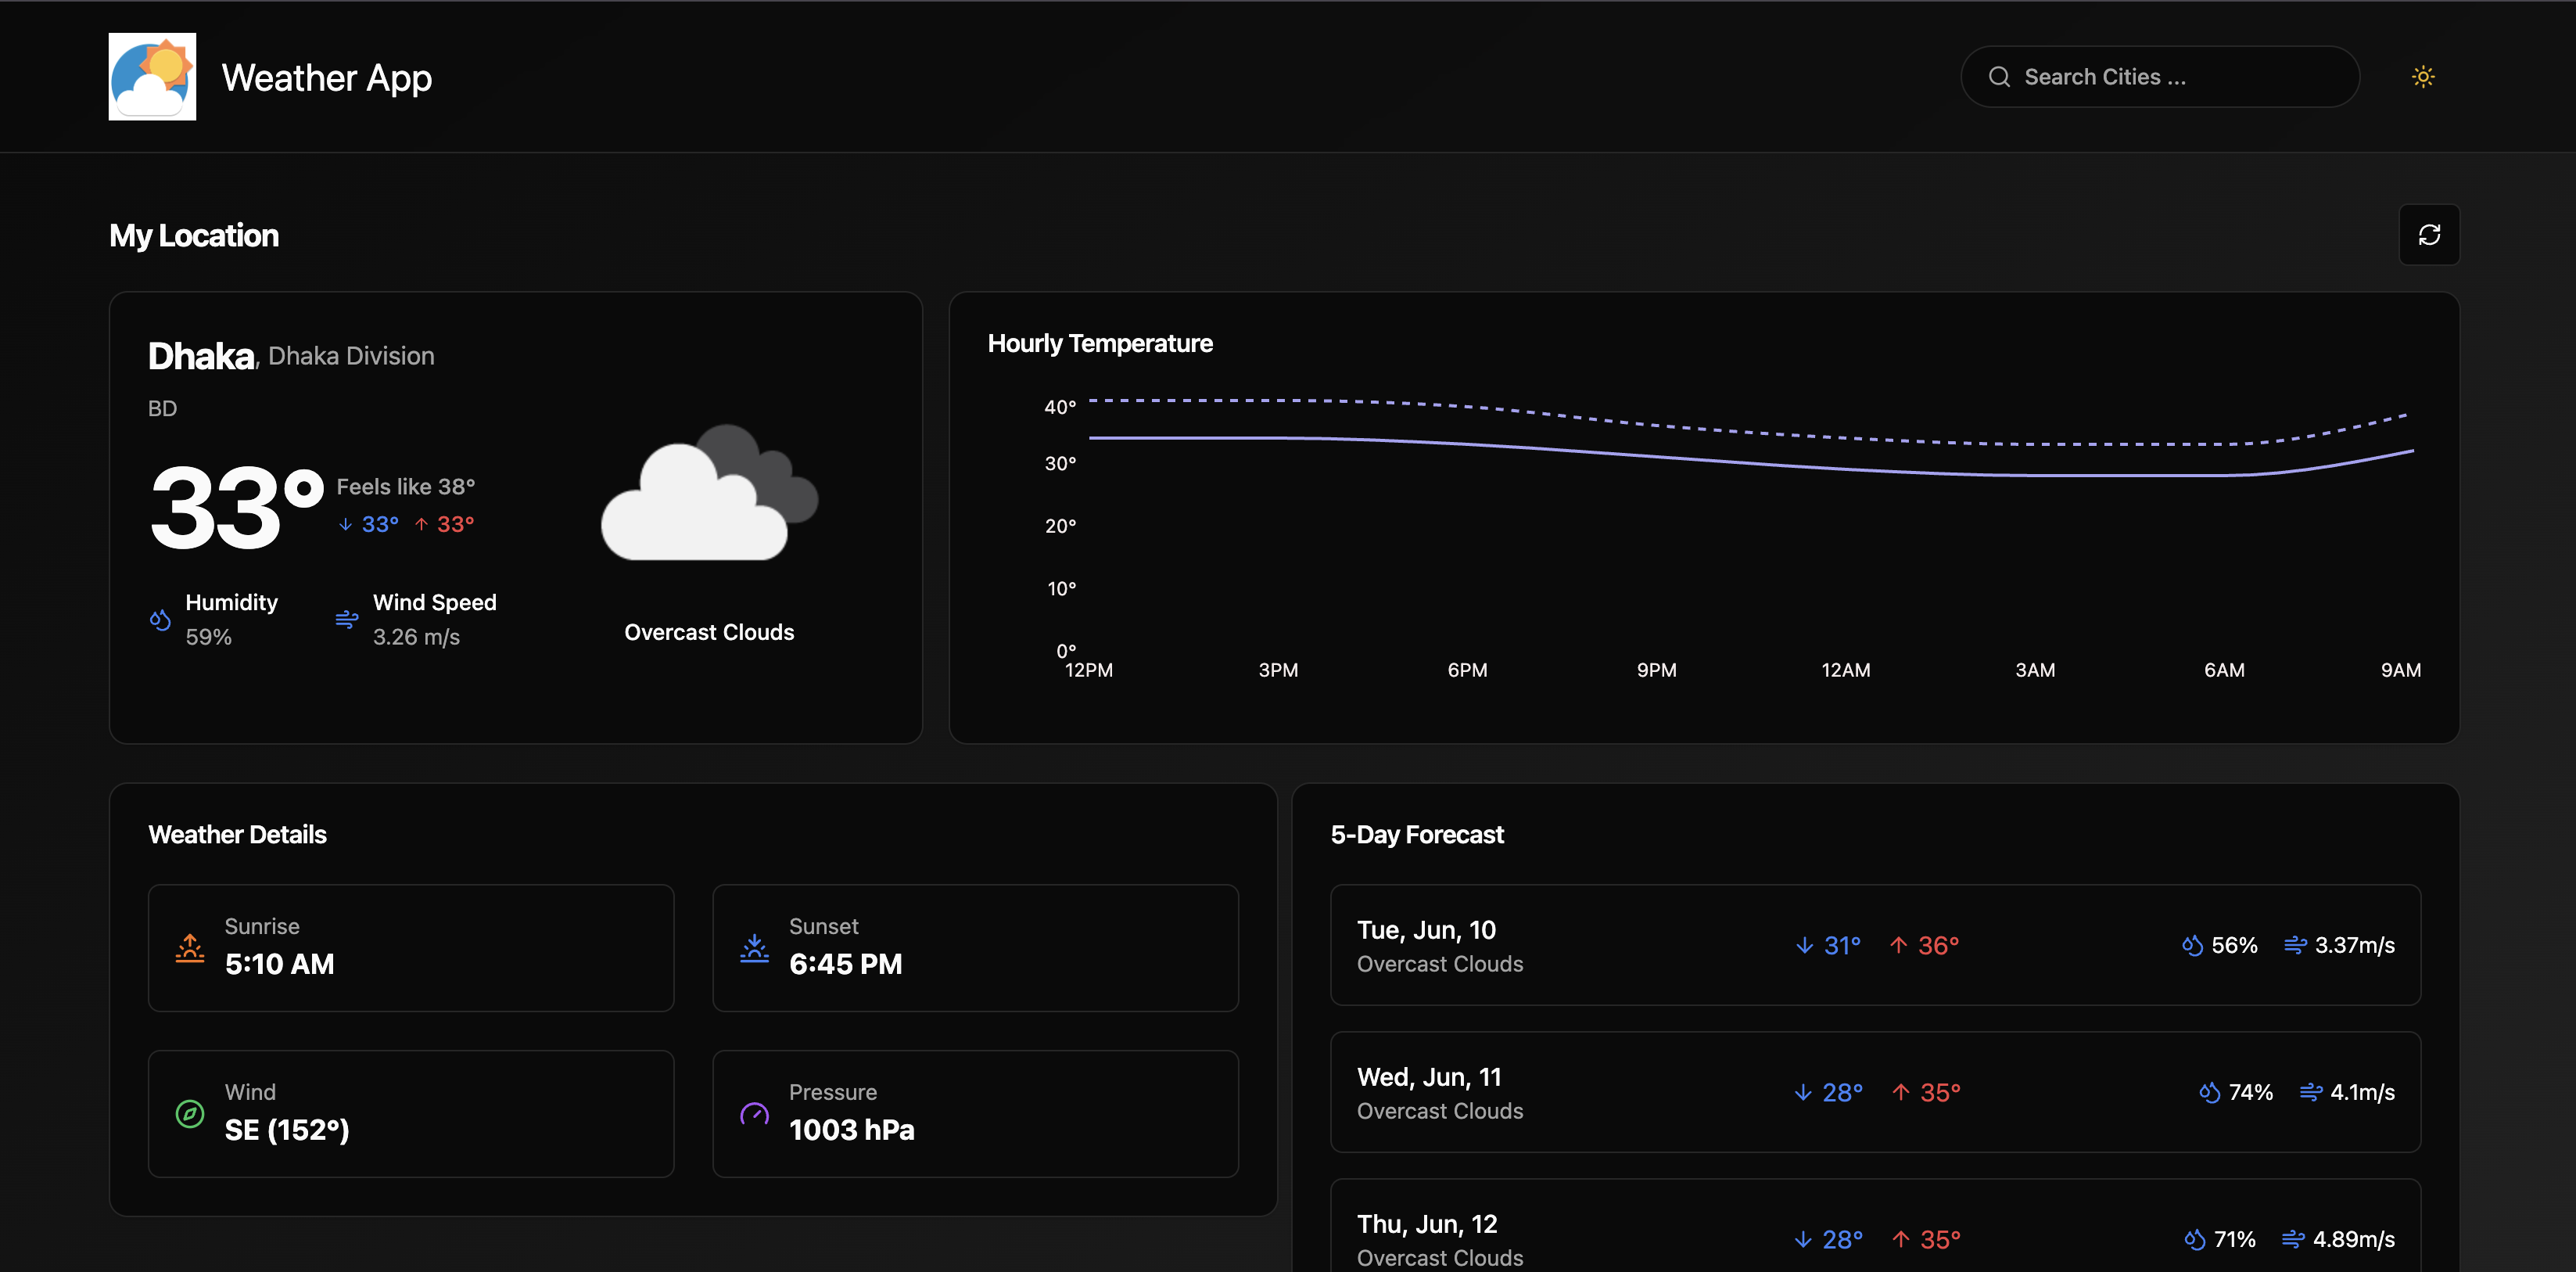 Weather App
Search Cities ...
My Location
Dhaka, Dhaka Division
BD
33°
Feels like 38°
↓ 33° ↑ 33°
Humidity
59%
Wind Speed
3.26 m/s
Overcast Clouds
Hourly Temperature
40°
30°
20°
10°
0°
12PM 3PM 6PM 9PM 12AM 3AM 6AM 9AM
Weather Details
Sunrise
5:10 AM
Sunset
6:45 PM
Wind
SE (152°)
Pressure
1003 hPa
5-Day Forecast
Tue, Jun, 10
Overcast Clouds
↓ 31° ↑ 36°
56% 3.37m/s
Wed, Jun, 11
Overcast Clouds
↓ 28° ↑ 35°
74% 4.1m/s
Thu, Jun, 12
Overcast Clouds
↓ 28° ↑ 35°
71% 4.89m/s